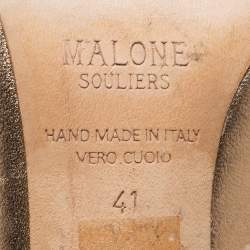 MALONE
SOULIERS
HAND MADE IN ITALY
VERO CUOIO
41